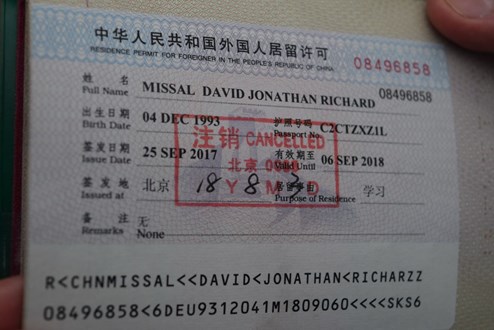 中华人民共和国外国人居留许可
RESIDENCE PERMIT FOR FOREIGNER IN THE PEOPLE'S REPUBLIC OF CHINA
08496858
姓名 08496858
Full Name MISSAL DAVID JONATHAN RICHARD
出生日期 04 DEC 1993 护照号码 C2CTZXZ1L
Birth Date Passport No
注销 CANCELLED
签发日期 25 SEP 2017 有效期至 06 SEP 2018
Issue Date 北京 Valid Until
签发地 北京 18 8 3 居留事由 学习
Issued at Y M D Purpose of Residence
备注 无
Remarks None
R<CHNMISSAL<<DAVID<JONATHAN<RICHARZZ
08496858<6DEU9312041M1809060<<<<SKS6